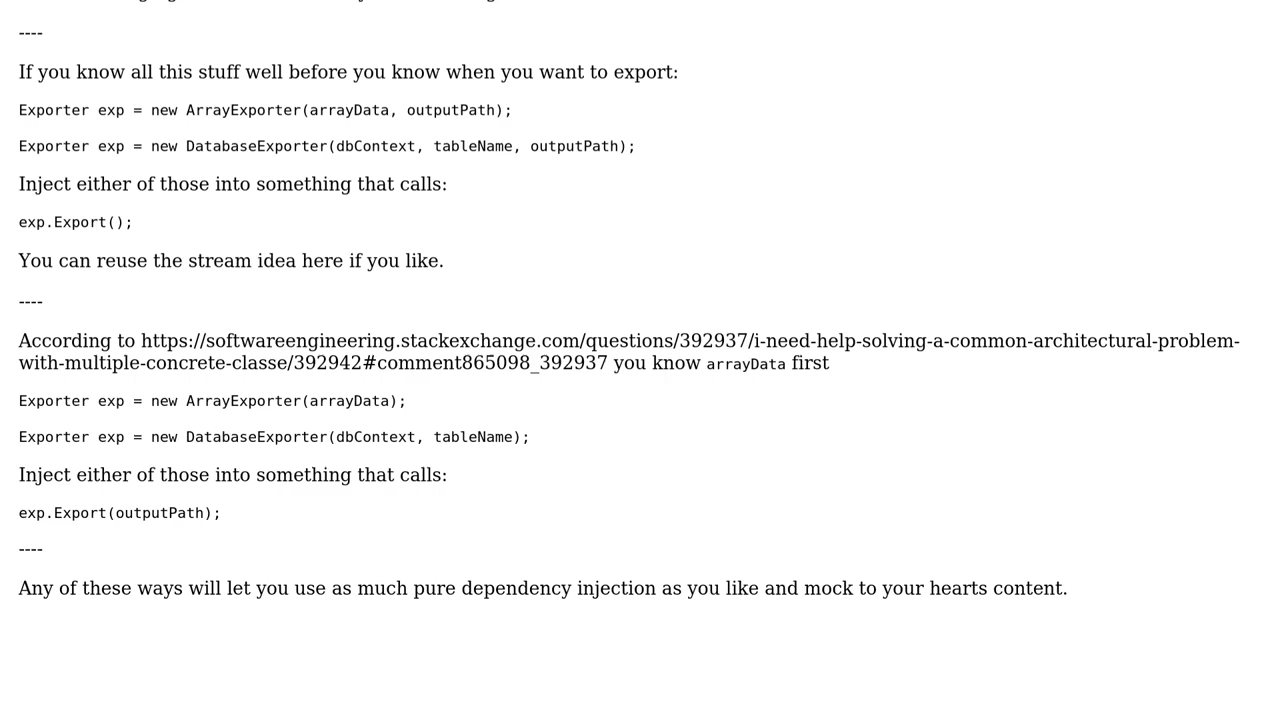 ----
If you know all this stuff well before you know when you want to export:
Exporter exp = new ArrayExporter(arrayData, outputPath);
Exporter exp = new DatabaseExporter(dbContext, tableName, outputPath);
Inject either of those into something that calls:
exp.Export();
You can reuse the stream idea here if you like.
----
According to https://softwareengineering.stackexchange.com/questions/392937/i-need-help-solving-a-common-architectural-problem-
with-multiple-concrete-classe/392942#comment865098_392937 you know arrayData first
Exporter exp = new ArrayExporter(arrayData);
Exporter exp = new DatabaseExporter(dbContext, tableName);
Inject either of those into something that calls:
exp.Export(outputPath);
----
Any of these ways will let you use as much pure dependency injection as you like and mock to your hearts content.